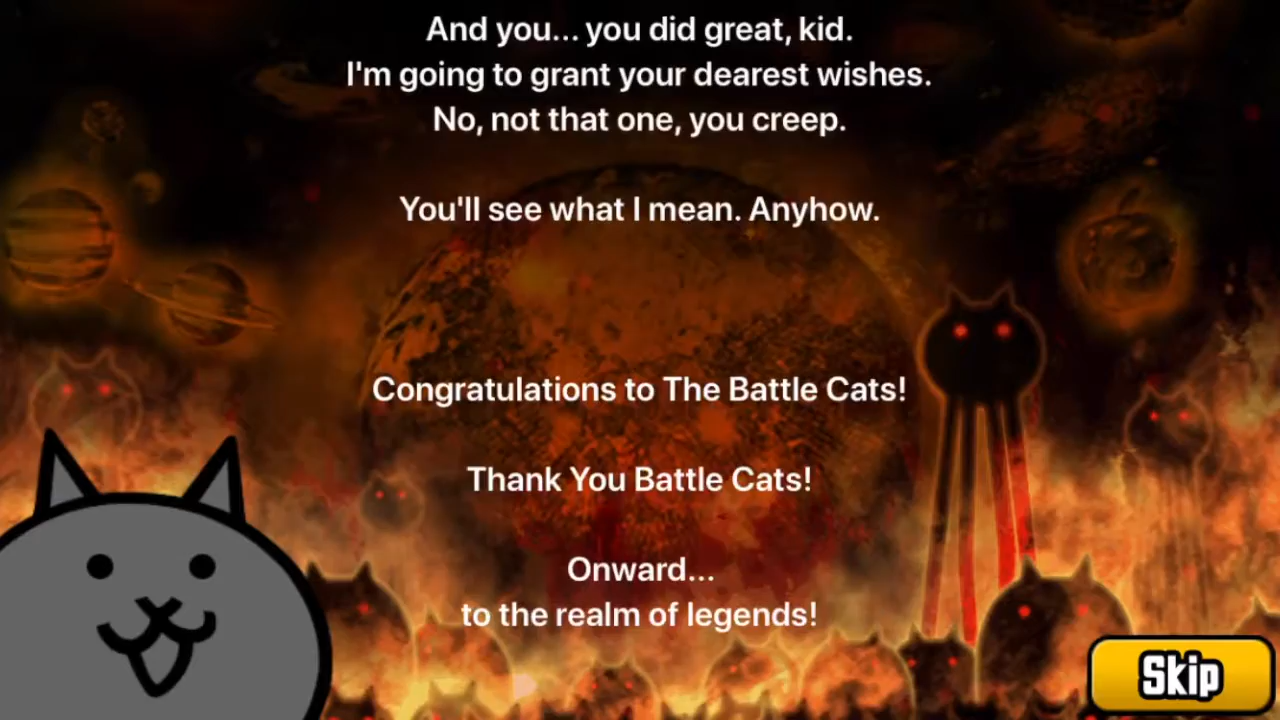 And you... you did great, kid.
I'm going to grant your dearest wishes.
No, not that one, you creep.
You'll see what I mean. Anyhow.
Congratulations to The Battle Cats!
Thank You Battle Cats!
Onward...
to the realm of legends!
Skip